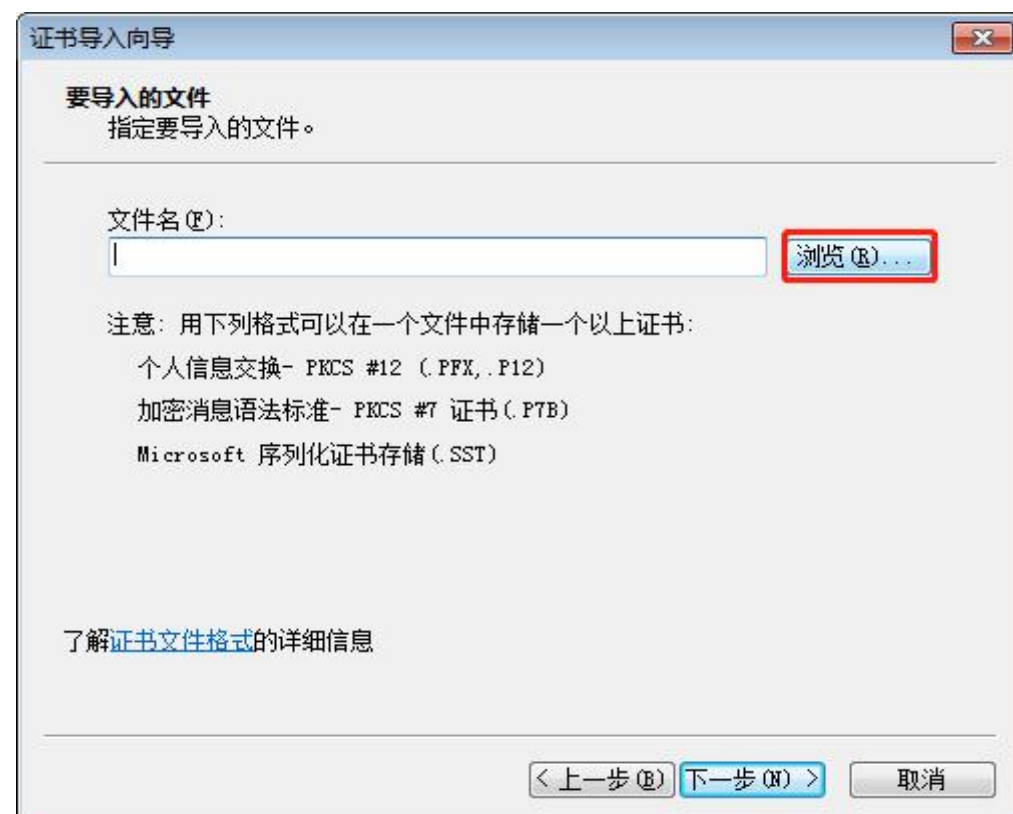 证书导入向导
要导入的文件
指定要导入的文件。
文件名(F):
浏览(R)...
注意: 用下列格式可以在一个文件中存储一个以上证书:
个人信息交换- PKCS #12 (.PFX,.P12)
加密消息语法标准- PKCS #7 证书(.P7B)
Microsoft 序列化证书存储(.SST)
了解证书文件格式的详细信息
< 上一步(B) 下一步(N) > 取消